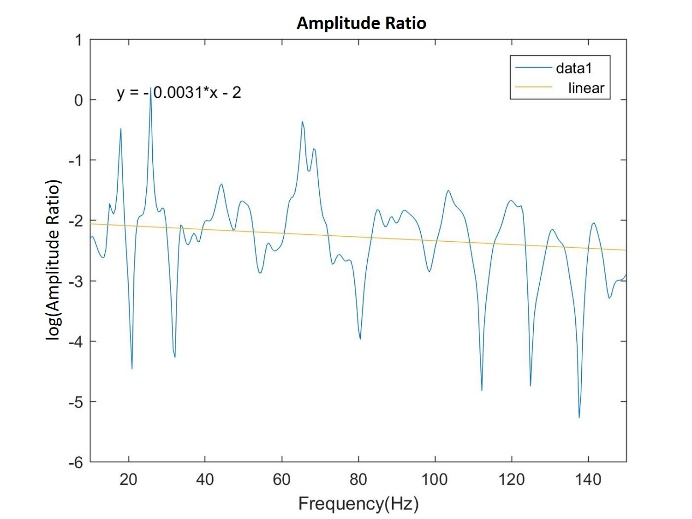 Amplitude Ratio
1
y = - 0.0031*x - 2
data1
linear
0
-1
-2
-3
-4
-5
-6
log(Amplitude Ratio)
20 40 60 80 100 120 140
Frequency(Hz)